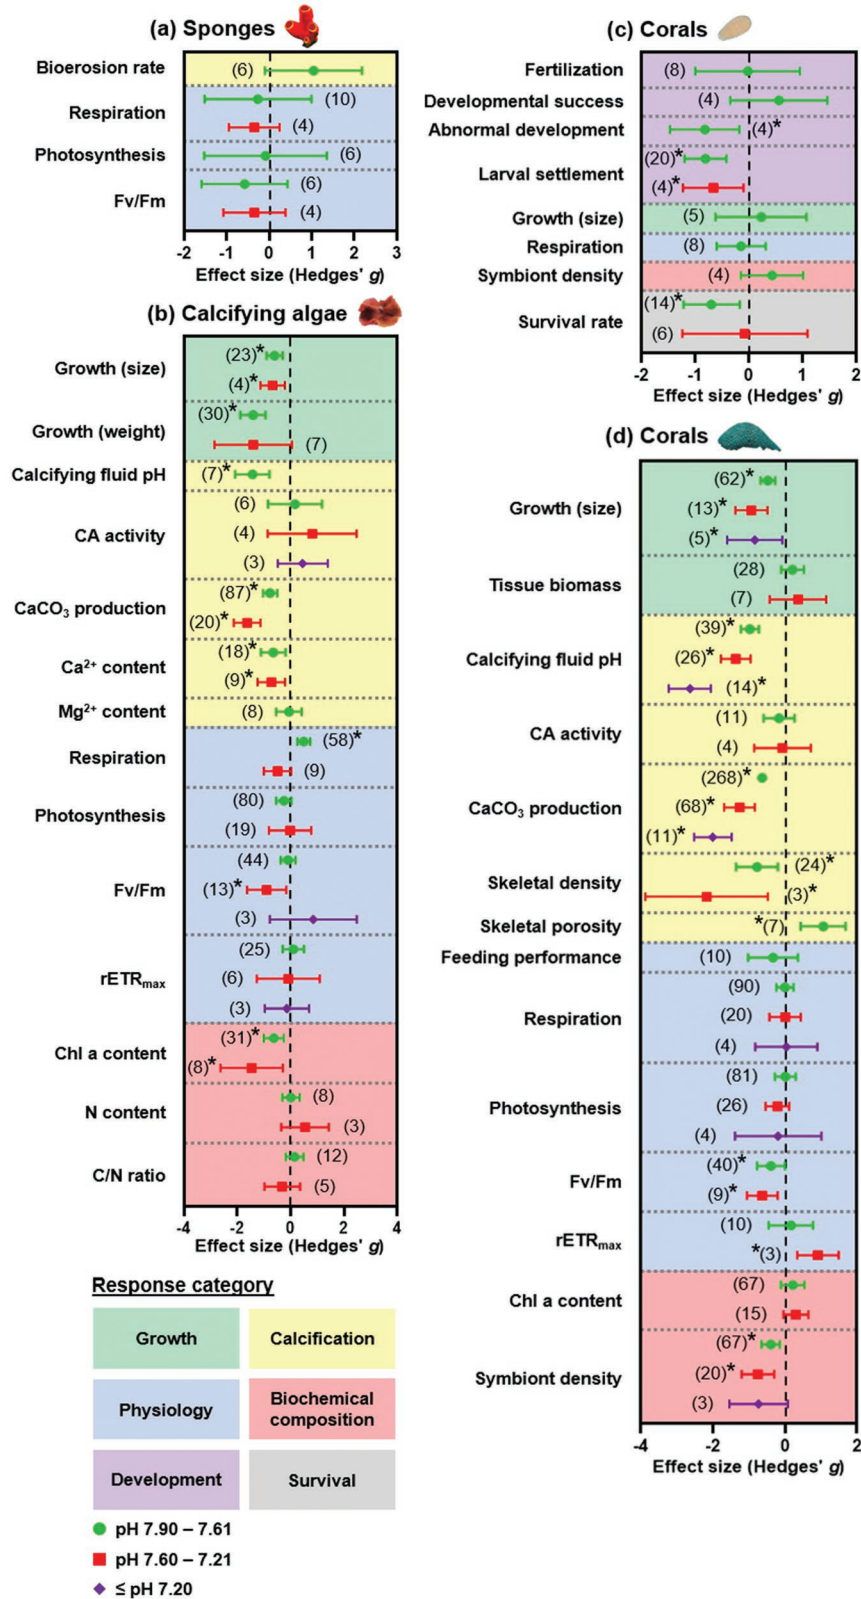 (a) Sponges
Bioerosion rate (6)
Respiration (10)
(4)
Photosynthesis (6)
Fv/Fm (6)
(4)
-2 -1 0 1 2 3
Effect size (Hedges' g)
(b) Calcifying algae
Growth (size) (23)*
(4)*
Growth (weight) (30)*
(7)
Calcifying fluid pH (7)*
CA activity (6)
(4)
(3)
CaCO₃ production (87)*
(20)*
Ca²⁺ content (18)*
(9)*
Mg²⁺ content (8)
Respiration (58)*
(9)
Photosynthesis (80)
(19)
Fv/Fm (44)
(13)*
(3)
rETRmax (25)
(6)
(3)
Chl a content (31)*
(8)*
N content (8)
(3)
C/N ratio (12)
(5)
-4 -2 0 2 4
Effect size (Hedges' g)
(c) Corals
Fertilization (8)
Developmental success (4)
Abnormal development (4)*
Larval settlement (20)*
(4)*
Growth (size) (5)
Respiration (8)
Symbiont density (4)
Survival rate (14)*
(6)
-2 -1 0 1 2
Effect size (Hedges' g)
(d) Corals
Growth (size) (62)*
(13)*
(5)*
Tissue biomass (28)
(7)
Calcifying fluid pH (39)*
(26)*
(14)*
CA activity (11)
(4)
CaCO₃ production (268)*
(68)*
(11)*
Skeletal density (24)*
(3)*
Skeletal porosity *(7)
Feeding performance (10)
Respiration (90)
(20)
(4)
Photosynthesis (81)
(26)
(4)
Fv/Fm (40)*
(9)*
rETRmax (10)
*(3)
Chl a content (67)
(15)
Symbiont density (67)*
(20)*
(3)
-4 -2 0 2
Effect size (Hedges' g)
Response category
Growth Calcification
Physiology Biochemical
composition
Development Survival
pH 7.90 – 7.61
pH 7.60 – 7.21
≤ pH 7.20